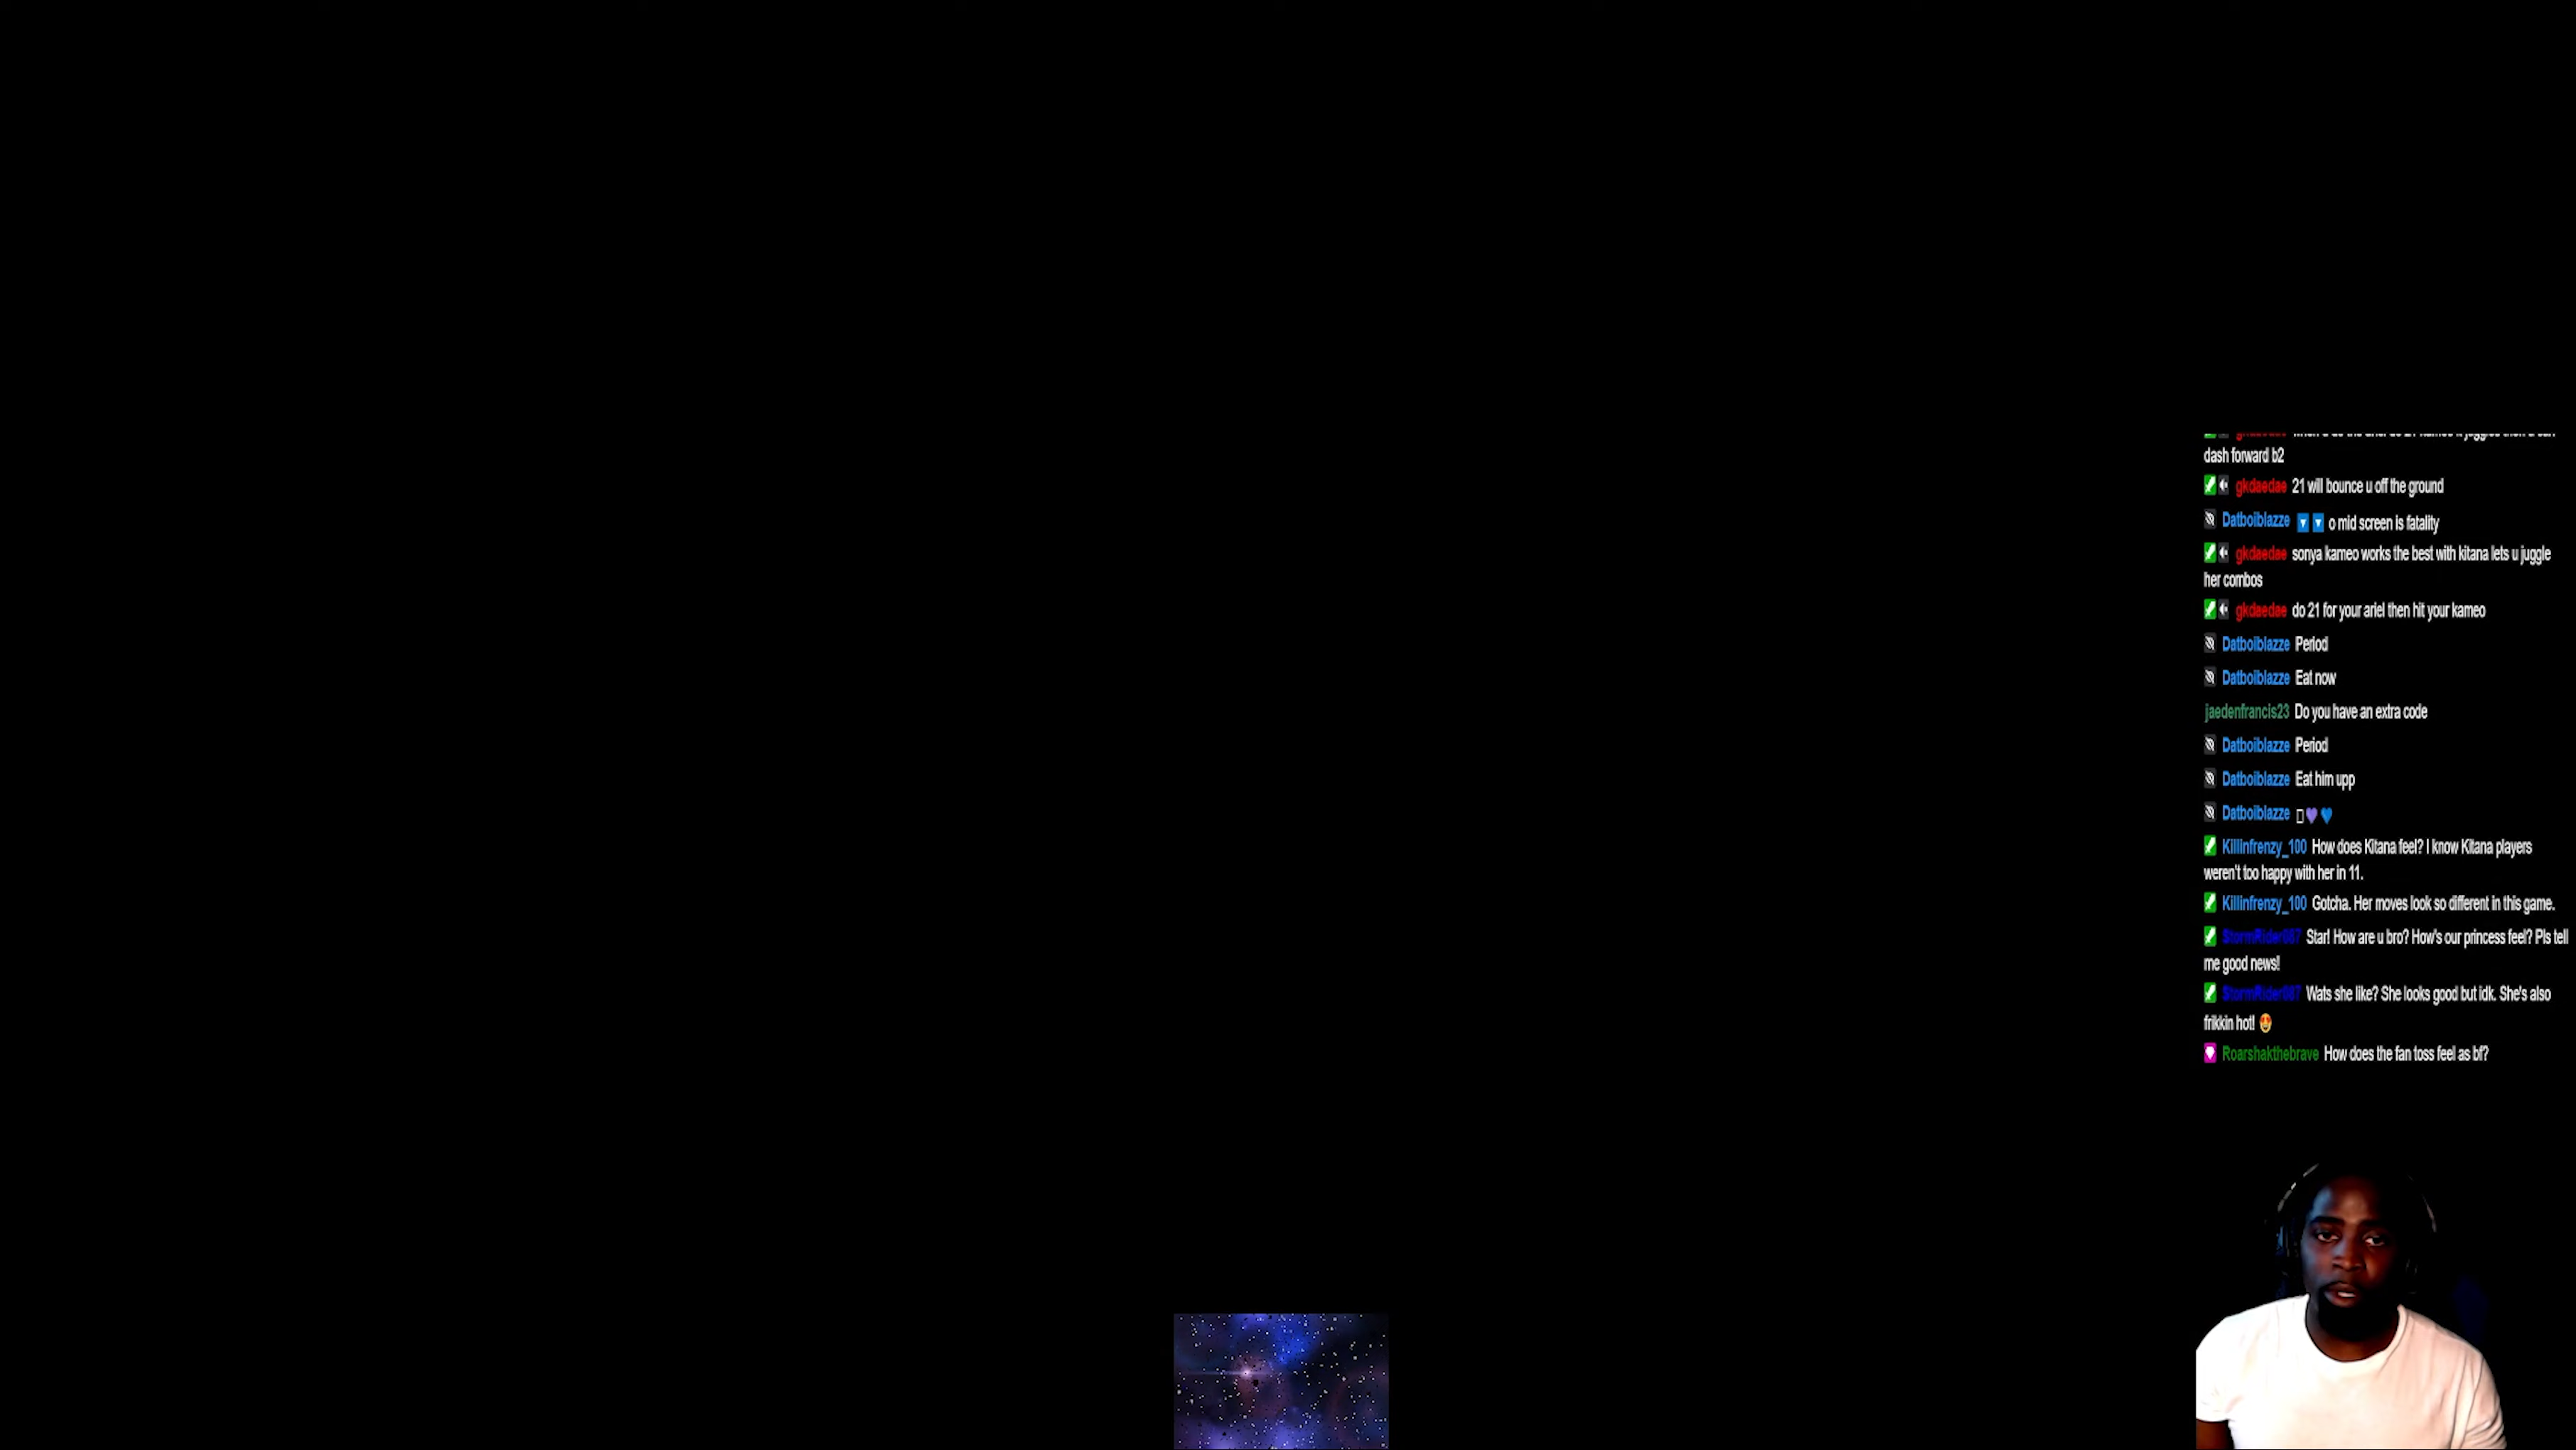 dash forward b2
gkdaedae 21 will bounce u off the ground
Datboiblazze o mid screen is fatality
gkdaedae sonya kameo works the best with kitana lets u juggle
her combos
gkdaedae do 21 for your ariel then hit your kameo
Datboiblazze Period
Datboiblazze Eat now
jaedenfrancis23 Do you have an extra code
Datboiblazze Period
Datboiblazze Eat him upp
Datboiblazze 💜💙
Killinfrenzy_100 How does Kitana feel? I know Kitana players
weren't too happy with her in 11.
Killinfrenzy_100 Gotcha. Her moves look so different in this game.
StormRider087 Star! How are u bro? How's our princess feel? Pls tell
me good news!
StormRider087 Wats she like? She looks good but idk. She's also
frikkin hot! 😍
Roarshakthebrave How does the fan toss feel as bf?